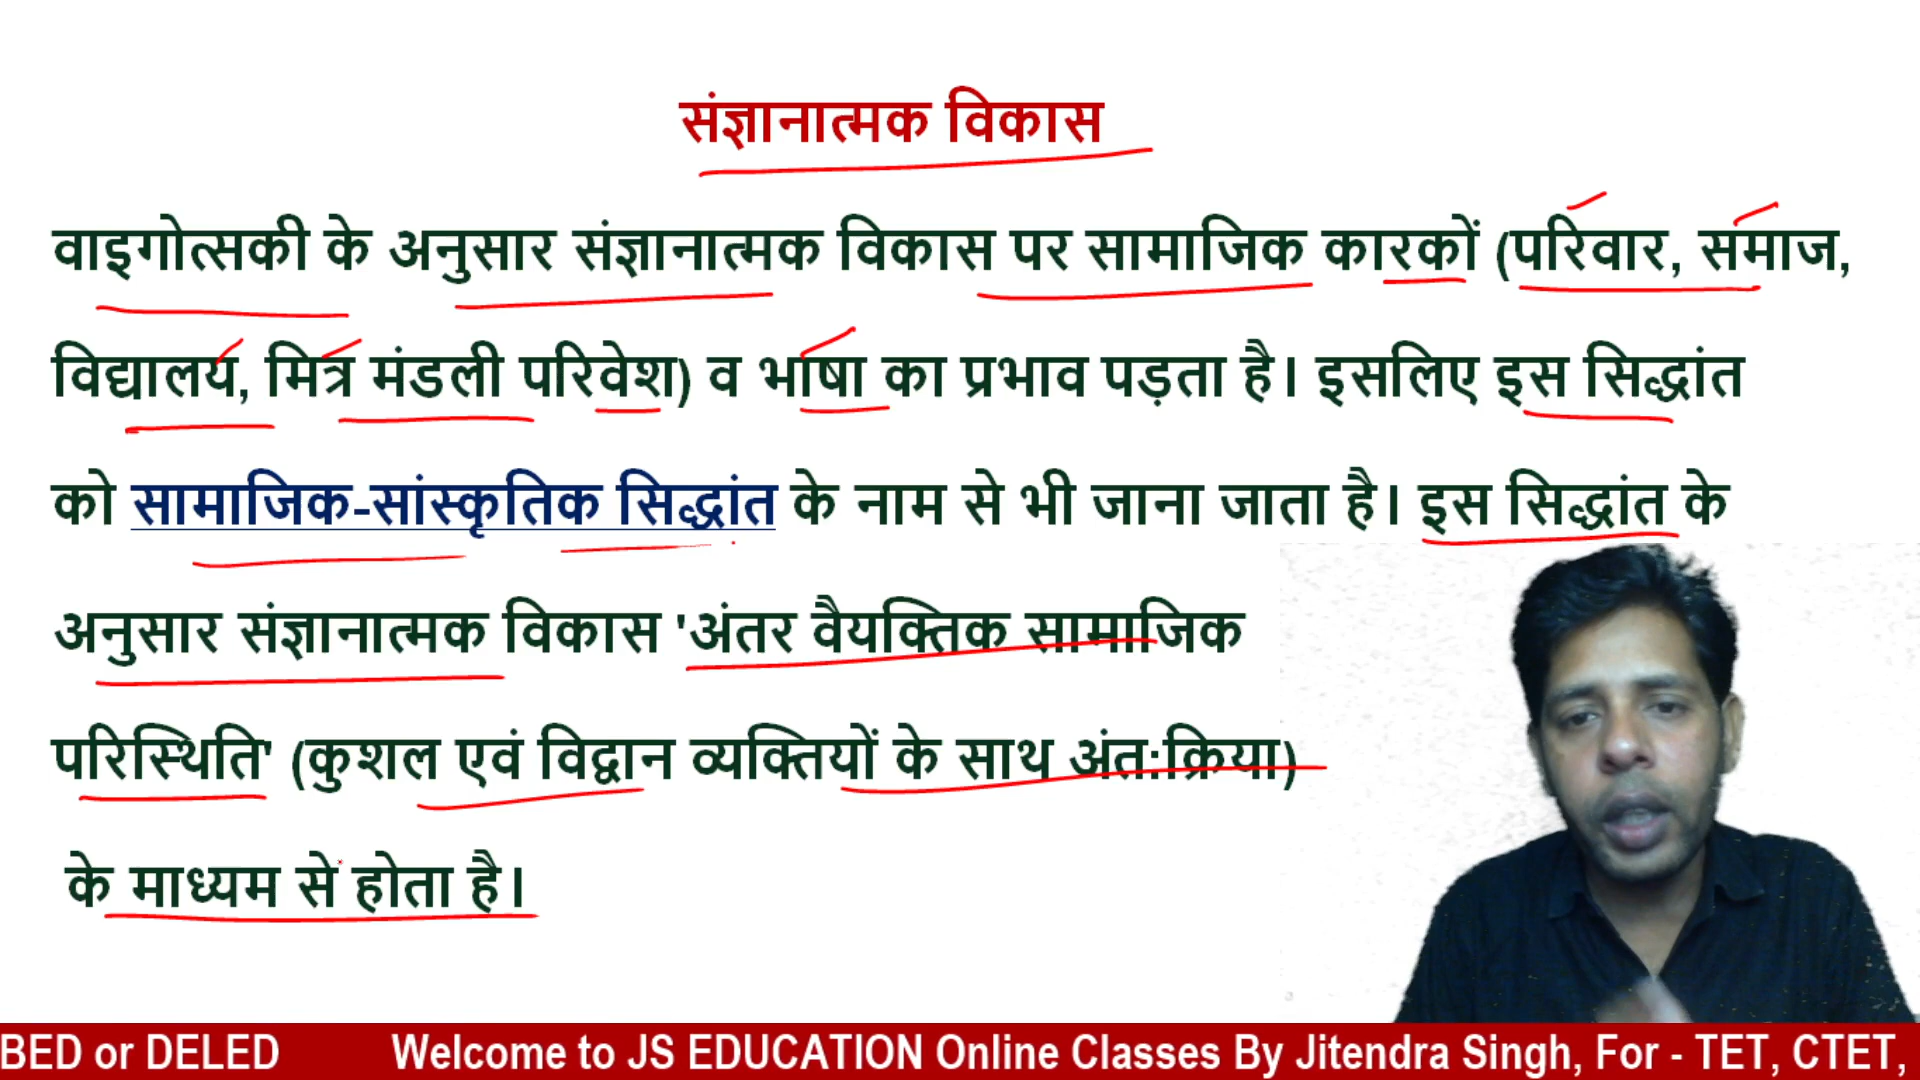 संज्ञानात्मक विकास
वाइगोत्सकी के अनुसार संज्ञानात्मक विकास पर सामाजिक कारकों (परिवार, समाज,
विद्यालय, मित्र मंडली परिवेश) व भाषा का प्रभाव पड़ता है। इसलिए इस सिद्धांत
को सामाजिक-सांस्कृतिक सिद्धांत के नाम से भी जाना जाता है। इस सिद्धांत के
अनुसार संज्ञानात्मक विकास 'अंतर वैयक्तिक सामाजिक
परिस्थिति' (कुशल एवं विद्वान व्यक्तियों के साथ अंत:क्रिया)
के माध्यम से होता है।
BED or DELED Welcome to JS EDUCATION Online Classes By Jitendra Singh, For - TET, CTET,